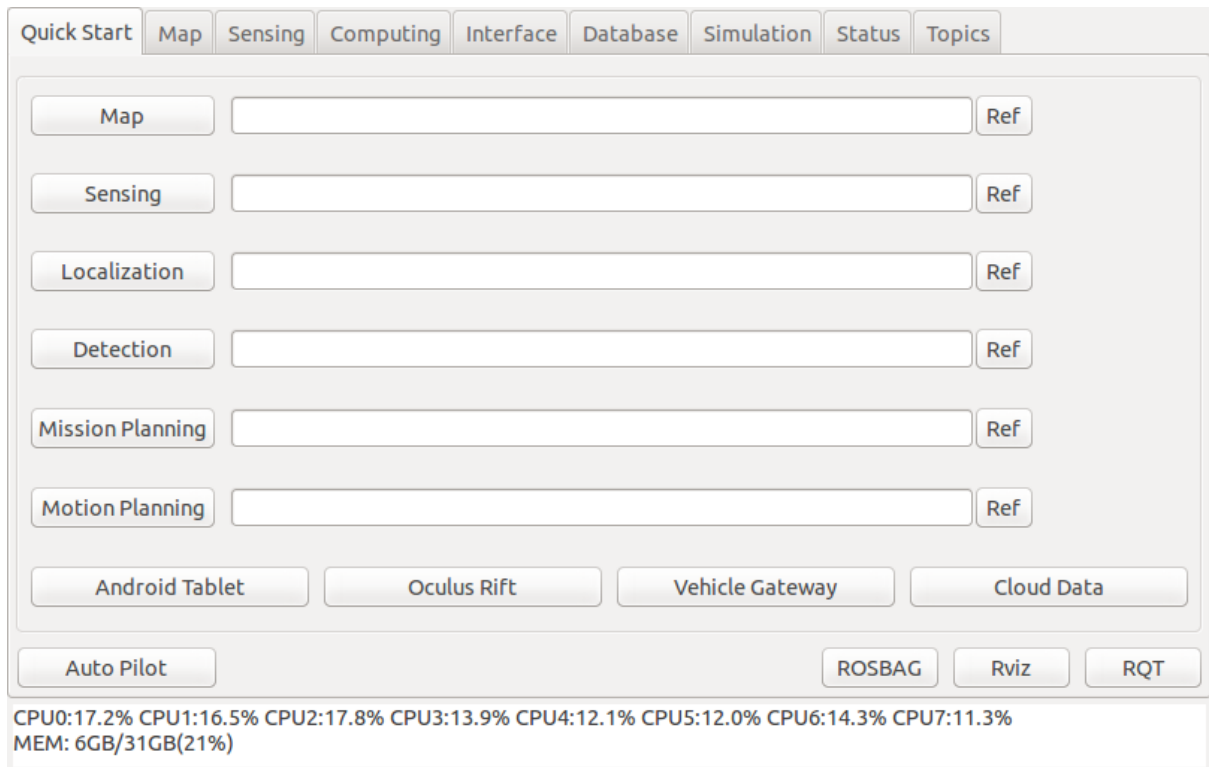 Quick Start Map Sensing Computing Interface Database Simulation Status Topics
Map Ref
Sensing Ref
Localization Ref
Detection Ref
Mission Planning Ref
Motion Planning Ref
Android Tablet Oculus Rift Vehicle Gateway Cloud Data
Auto Pilot ROSBAG Rviz RQT
CPU0:17.2% CPU1:16.5% CPU2:17.8% CPU3:13.9% CPU4:12.1% CPU5:12.0% CPU6:14.3% CPU7:11.3%
MEM: 6GB/31GB(21%)